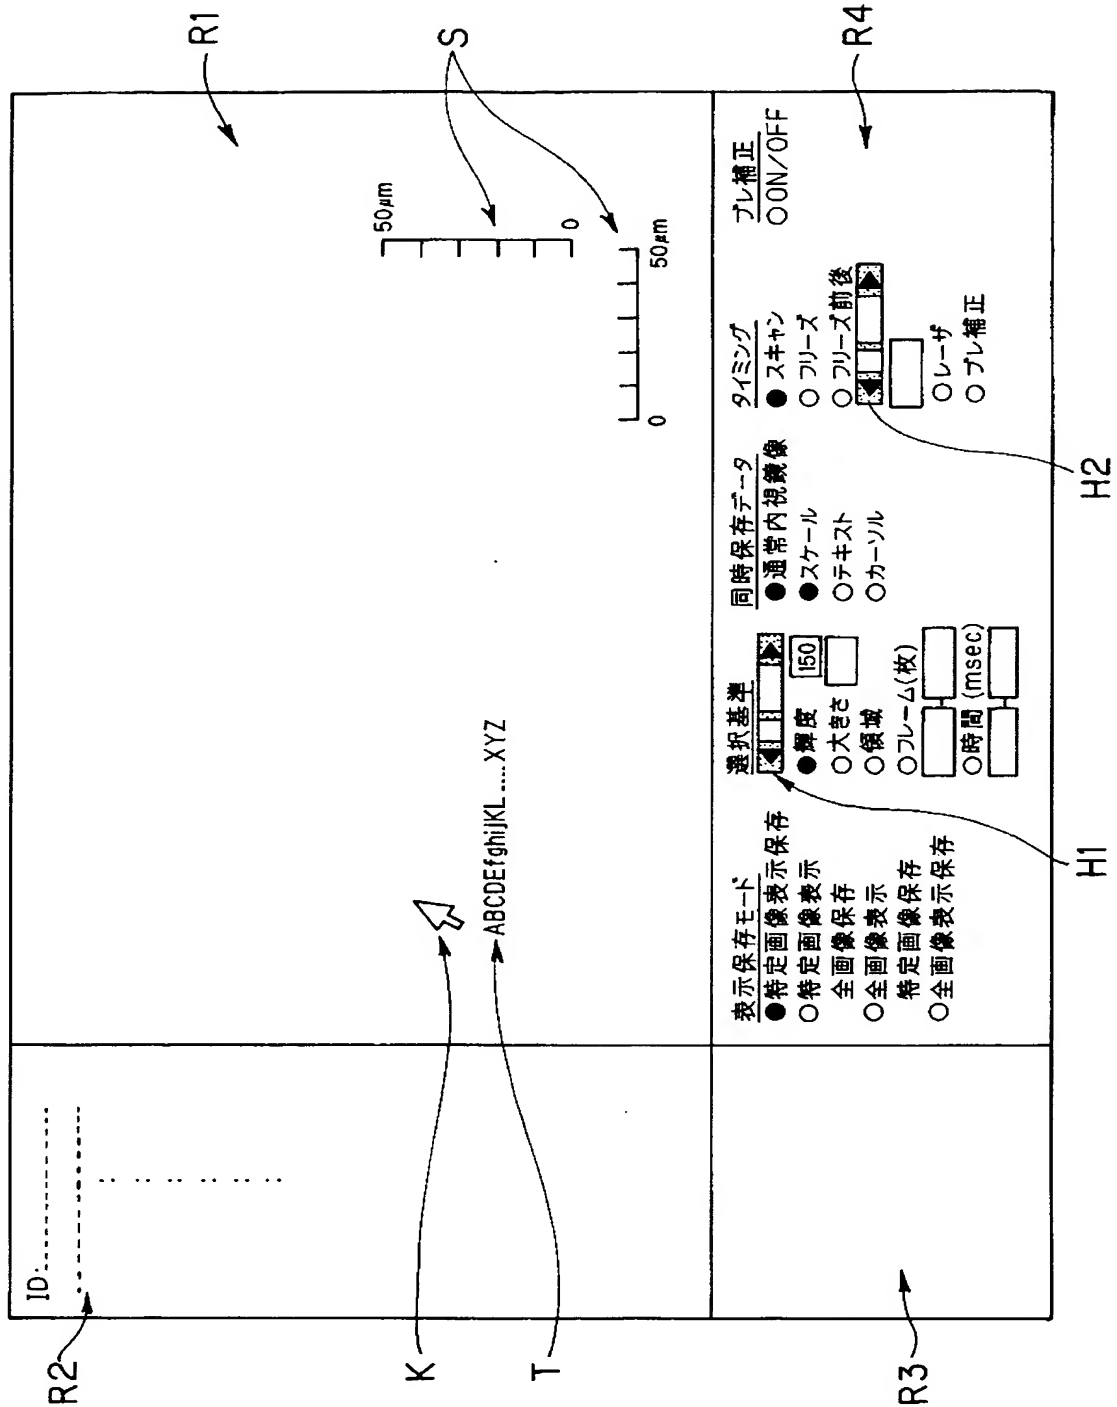 R1
S
R2
ID:
50μm
0
0
50μm
K
T
ABCDEfghijKL....XYZ
R3
R4
表示保存モード
●特定画像表示保存
○特定画像表示
全画像保存
○全画像表示
特定画像保存
○全画像表示保存
選択基準
●輝度 150
○大きさ
○領域
○フレーム(枚)
○時間(msec)
H1
同時保存データ
●通常内視鏡像
●スケール
○テキスト
○カーソル
タイミング
●スキャン
○フリーズ
○フリーズ前後
○レーザ
○ブレ補正
H2
ブレ補正
○ON/OFF